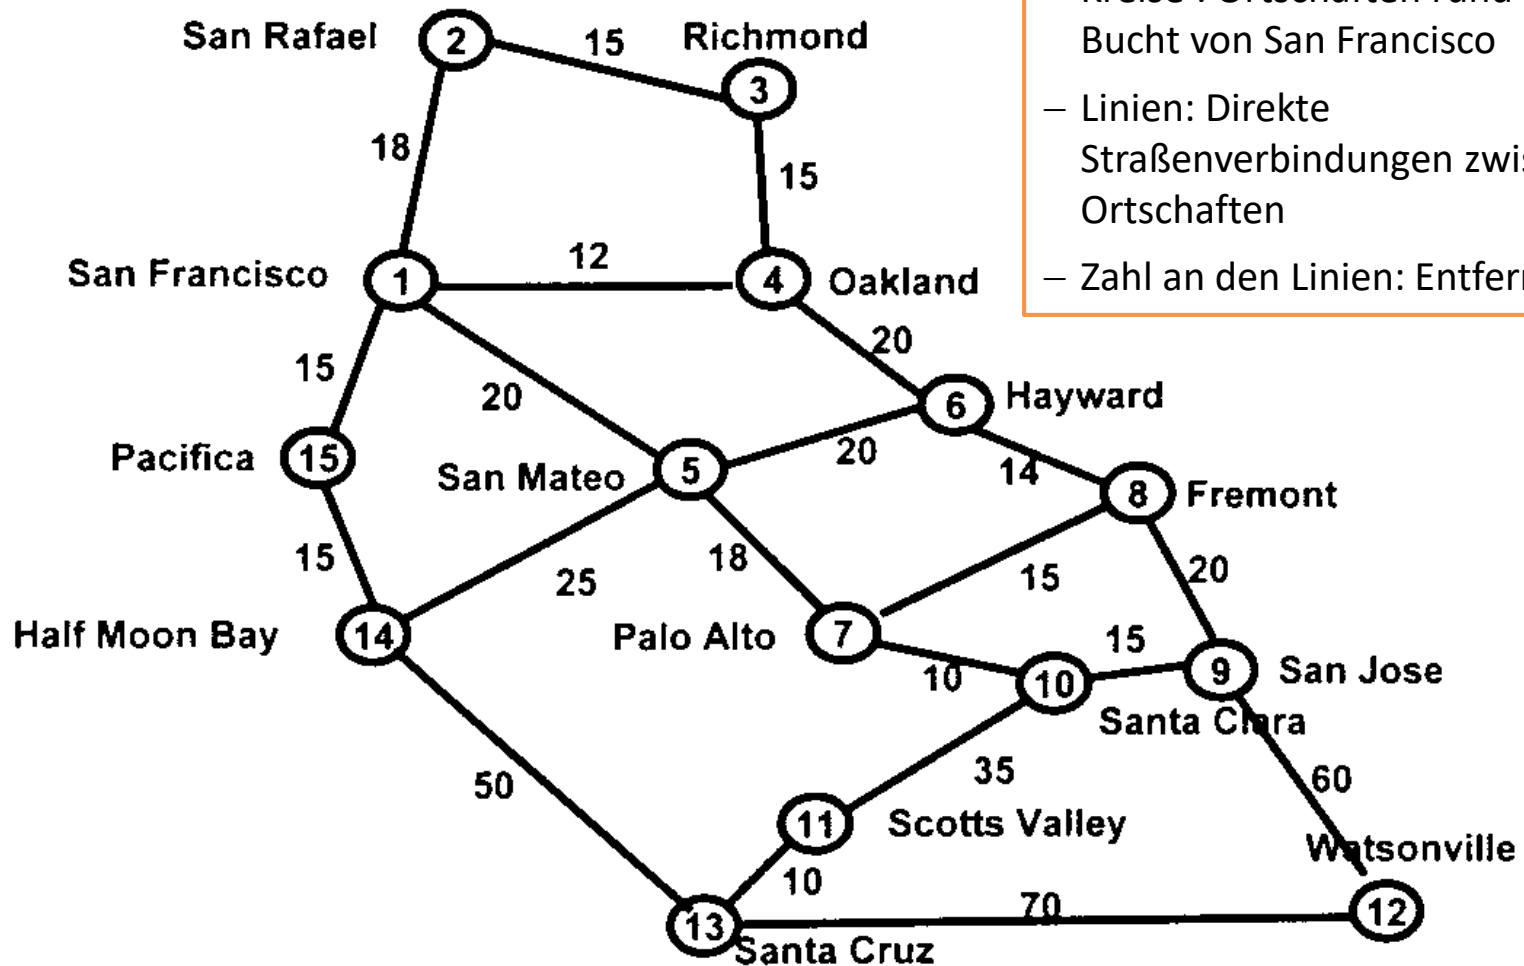 Bucht von San Francisco
– Linien: Direkte
Straßenverbindungen
Ortschaften
– Zahl an den Linien:
San Rafael
2
15
Richmond
3
18
15
San Francisco
1
12
4
Oakland
15
20
20
Hayward
6
Pacifica
15
San Mateo
5
20
14
8
Fremont
15
25
18
15
20
Half Moon Bay
14
Palo Alto
7
10
10
15
9
San Jose
Santa Clara
50
35
60
11
Scotts Valley
Watsonville
10
70
12
13
Santa Cruz